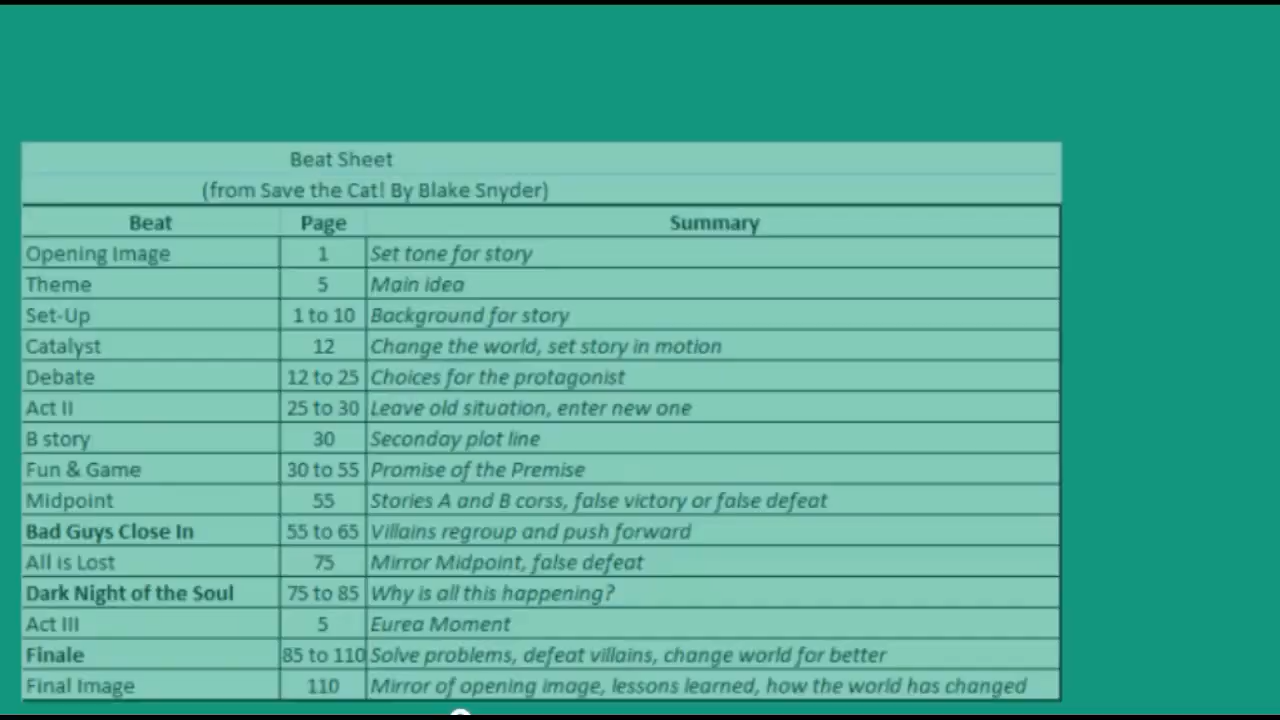 Beat Sheet
(from Save the Cat! By Blake Snyder)
Beat Page Summary
Opening Image 1 Set tone for story
Theme 5 Main idea
Set-Up 1 to 10 Background for story
Catalyst 12 Change the world, set story in motion
Debate 12 to 25 Choices for the protagonist
Act II 25 to 30 Leave old situation, enter new one
B story 30 Seconday plot line
Fun & Game 30 to 55 Promise of the Premise
Midpoint 55 Stories A and B corss, false victory or false defeat
Bad Guys Close In 55 to 65 Villains regroup and push forward
All is Lost 75 Mirror Midpoint, false defeat
Dark Night of the Soul 75 to 85 Why is all this happening?
Act III 5 Eurea Moment
Finale 85 to 110 Solve problems, defeat villains, change world for better
Final Image 110 Mirror of opening image, lessons learned, how the world has changed